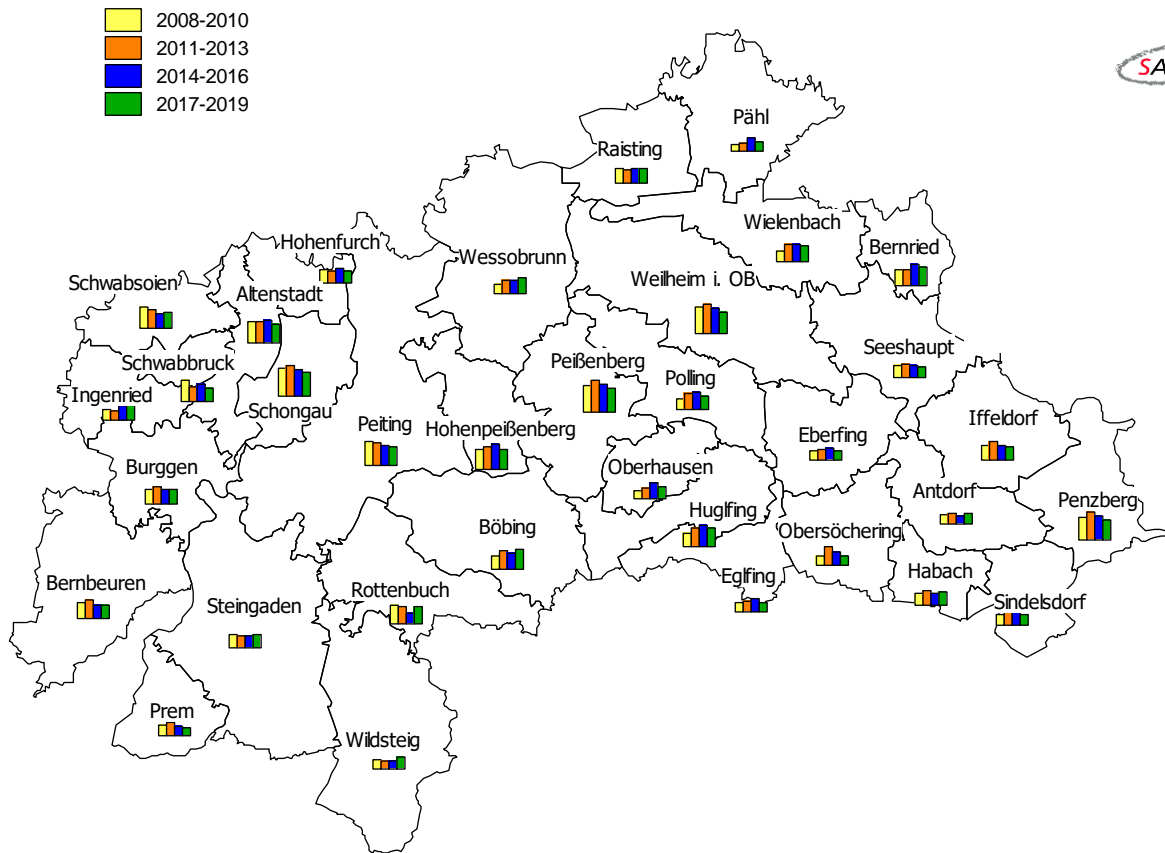 2008-2010
2011-2013
2014-2016
2017-2019
SA
Pähl
Raisting
Wielenbach
Bernried
Hohenfurch
Wessobrunn
Schwabsoien
Weilheim i. OB
Altenstadt
Seeshaupt
Schwabbruck
Peißenberg
Polling
Ingenried
Schongau
Iffeldorf
Peiting
Hohenpeißenberg
Eberfing
Burggen
Oberhausen
Antdorf
Penzberg
Huglfing
Böbing
Obersöchering
Habach
Bernbeuren
Eglfing
Rottenbuch
Steingaden
Sindelsdorf
Prem
Wildsteig